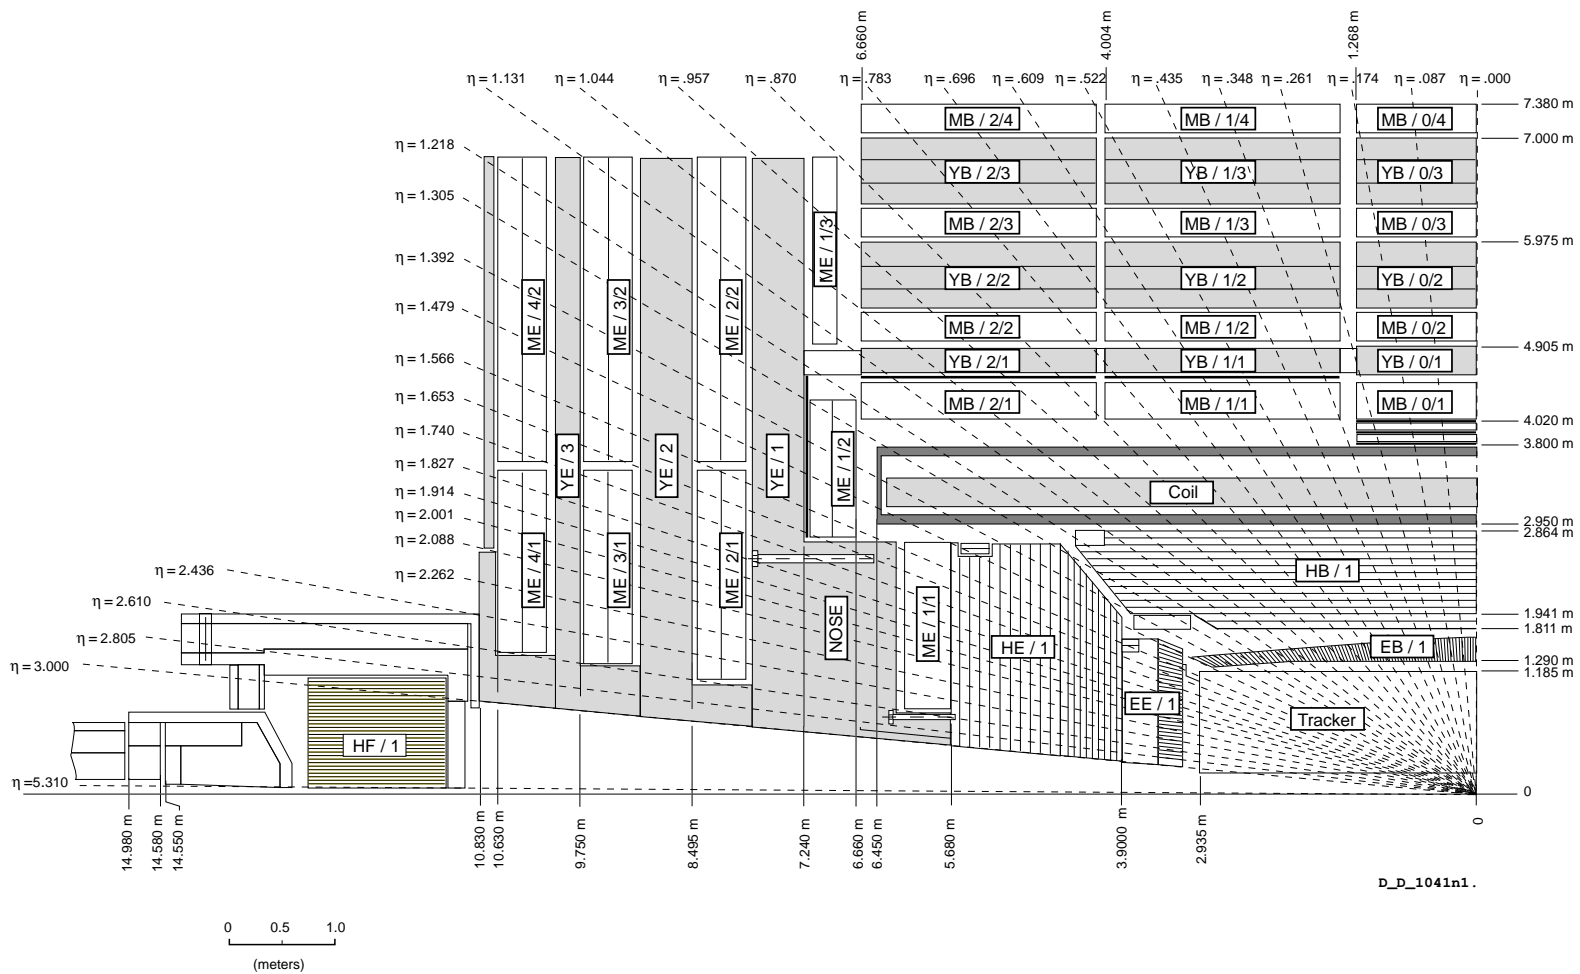 6.660 m
4.004 m
1.268 m
η = 1.131
η = 1.044
η = .957
η = .870
η = .783
η = .696
η = .609
η = .522
η = .435
η = .348
η = .261
η = .174
η = .087
η = .000
7.380 m
MB / 2/4
MB / 1/4
MB / 0/4
7.000 m
η = 1.218
YB / 2/3
YB / 1/3
YB / 0/3
η = 1.305
MB / 2/3
MB / 1/3
MB / 0/3
ME / 1/3
5.975 m
η = 1.392
YB / 2/2
YB / 1/2
YB / 0/2
η = 1.479
ME / 4/2
ME / 3/2
ME / 2/2
MB / 2/2
MB / 1/2
MB / 0/2
4.905 m
η = 1.566
YB / 2/1
YB / 1/1
YB / 0/1
η = 1.653
MB / 2/1
MB / 1/1
MB / 0/1
4.020 m
η = 1.740
3.800 m
YE / 3
YE / 2
YE / 1
ME / 1/2
η = 1.827
η = 1.914
Coil
η = 2.001
2.950 m
2.864 m
η = 2.088
η = 2.436
η = 2.262
ME / 4/1
ME / 3/1
ME / 2/1
HB / 1
η = 2.610
NOSE
ME / 1/1
1.941 m
1.811 m
η = 2.805
HE / 1
EB / 1
1.290 m
η = 3.000
1.185 m
EE / 1
Tracker
HF / 1
η =5.310
0
14.980 m
14.580 m
14.550 m
10.830 m
10.630 m
9.750 m
8.495 m
7.240 m
6.660 m
6.450 m
5.680 m
3.9000 m
2.935 m
0
D_D_1041n1.
0 0.5 1.0
(meters)